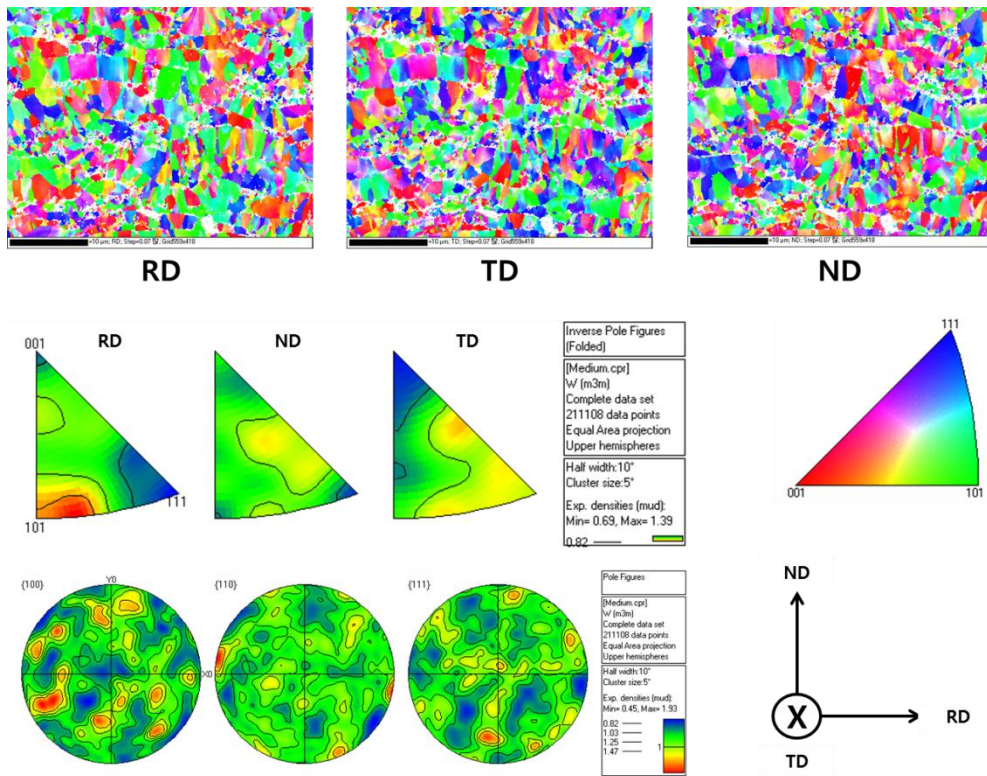 =10 µm; RD; Step=0.07 달; Grid559x418
=10 µm; TD; Step=0.07 달; Grid559x418
=10 µm; ND; Step=0.07 달; Grid559x418
RD
TD
ND
001
RD
101
111
ND
TD
Inverse Pole Figures
(Folded)
[Medium.cpr]
W (m3m)
Complete data set
211108 data points
Equal Area projection
Upper hemispheres
Half width:10°
Cluster size:5°
Exp. densities (mud):
Min= 0.69, Max= 1.39
0.82
111
001
101
{100}
Y0
{110}
X0
{111}
Pole Figures
[Medium.cpr]
W (m3m)
Complete data set
211108 data points
Equal Area projection
Upper hemispheres
Half width:10°
Cluster size:5°
Exp. densities (mud):
Min= 0.45, Max= 1.93
0.82
1.03
1.25
1.47
1
ND
X
RD
TD